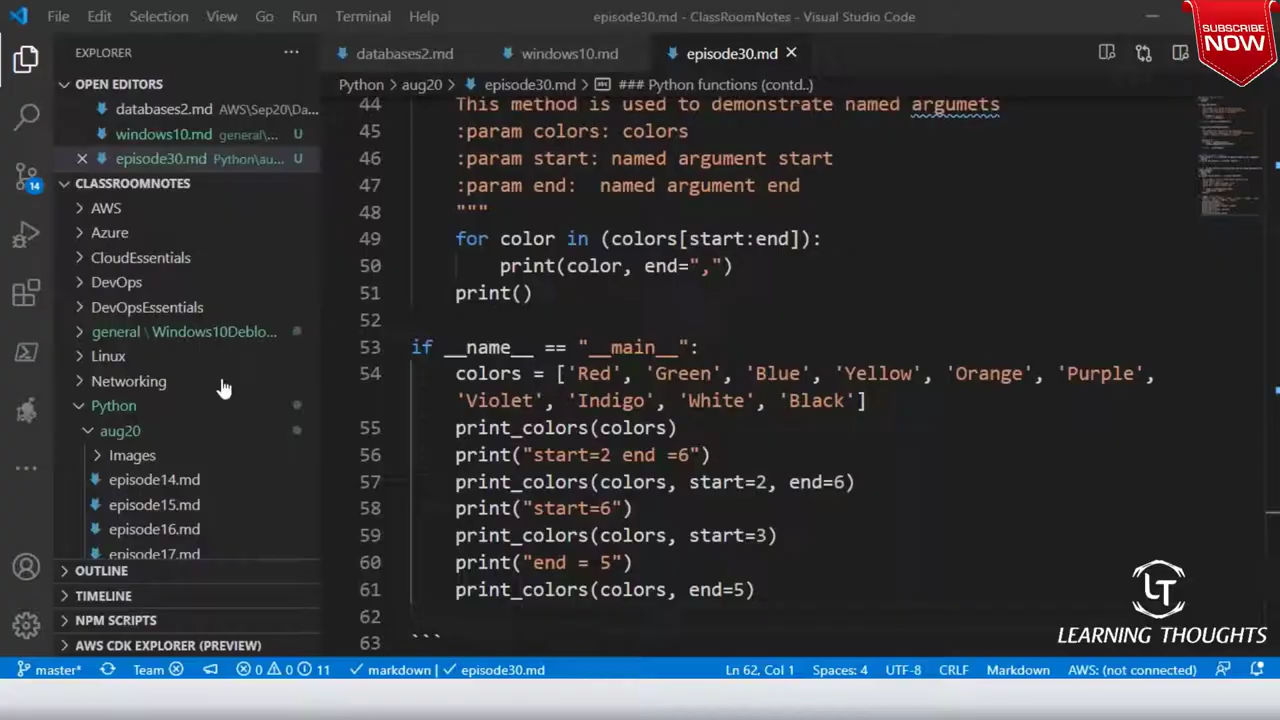 File Edit Selection View Go Run Terminal Help episode30.md - ClassRoomNotes - Visual Studio Code
SUBSCRIBE
NOW
EXPLORER
databases2.md windows10.md episode30.md
OPEN EDITORS
Python > aug20 > episode30.md > ### Python functions (contd..)
databases2.md AWS\Sep20\Da...
windows10.md general\... U
episode30.md Python\au... U
CLASSROOMNOTES
AWS
Azure
CloudEssentials
DevOps
DevOpsEssentials
general \ Windows10Deblo...
Linux
Networking
Python
aug20
Images
episode14.md
episode15.md
episode16.md
episode17.md
OUTLINE
TIMELINE
NPM SCRIPTS
AWS CDK EXPLORER (PREVIEW)
14
44 This method is used to demonstrate named argumets
45 :param colors: colors
46 :param start: named argument start
47 :param end:  named argument end
48 """
49 for color in (colors[start:end]):
50 print(color, end=",")
51 print()
52
53 if __name__ == "__main__":
54 colors = ['Red', 'Green', 'Blue', 'Yellow', 'Orange', 'Purple',
'Violet', 'Indigo', 'White', 'Black']
55 print_colors(colors)
56 print("start=2 end =6")
57 print_colors(colors, start=2, end=6)
58 print("start=6")
59 print_colors(colors, start=3)
60 print("end = 5")
61 print_colors(colors, end=5)
62
63 ```
LT
LEARNING THOUGHTS
master* Team 0 0 11 markdown | episode30.md Ln 62, Col 1 Spaces: 4 UTF-8 CRLF Markdown AWS: (not connected)